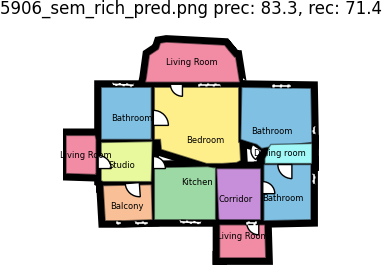 5906_sem_rich_pred.png prec: 83.3, rec: 71.4
Living Room
Bathroom
Bathroom
Bedroom
Living Room
Dining room
Studio
Kitchen
Corridor
Bathroom
Balcony
Living Room